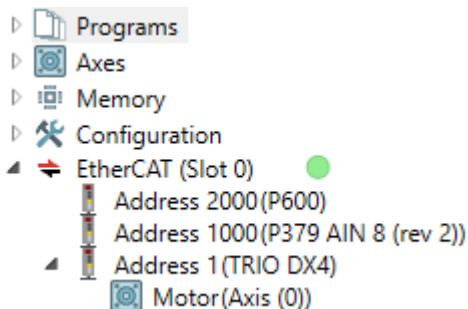 Programs
Axes
Memory
Configuration
EtherCAT (Slot 0)
Address 2000(P600)
Address 1000(P379 AIN 8 (rev 2))
Address 1(TRIO DX4)
Motor(Axis (0))